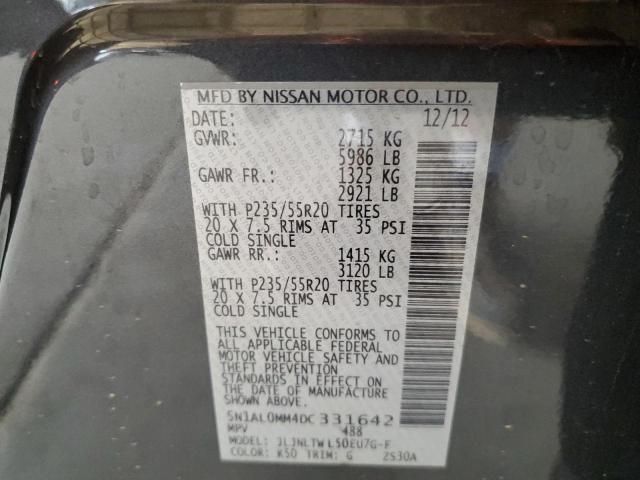 MFD BY NISSAN MOTOR CO., LTD.
DATE: 12/12
GVWR: 2715 KG
5986 LB
GAWR FR.: 1325 KG
2921 LB
WITH P235/55R20 TIRES
20 X 7.5 RIMS AT 35 PSI
COLD SINGLE
GAWR RR.: 1415 KG
3120 LB
WITH P235/55R20 TIRES
20 X 7.5 RIMS AT 35 PSI
COLD SINGLE
THIS VEHICLE CONFORMS TO
ALL APPLICABLE FEDERAL
MOTOR VEHICLE SAFETY AND
THEFT PREVENTION
STANDARDS IN EFFECT ON
THE DATE OF MANUFACTURE
SHOWN ABOVE.
5N1AL0MM4DC331642
MPV 488
MODEL: JLJNLTWL50EU7G-F
COLOR: K50 TRIM: G 2S30A